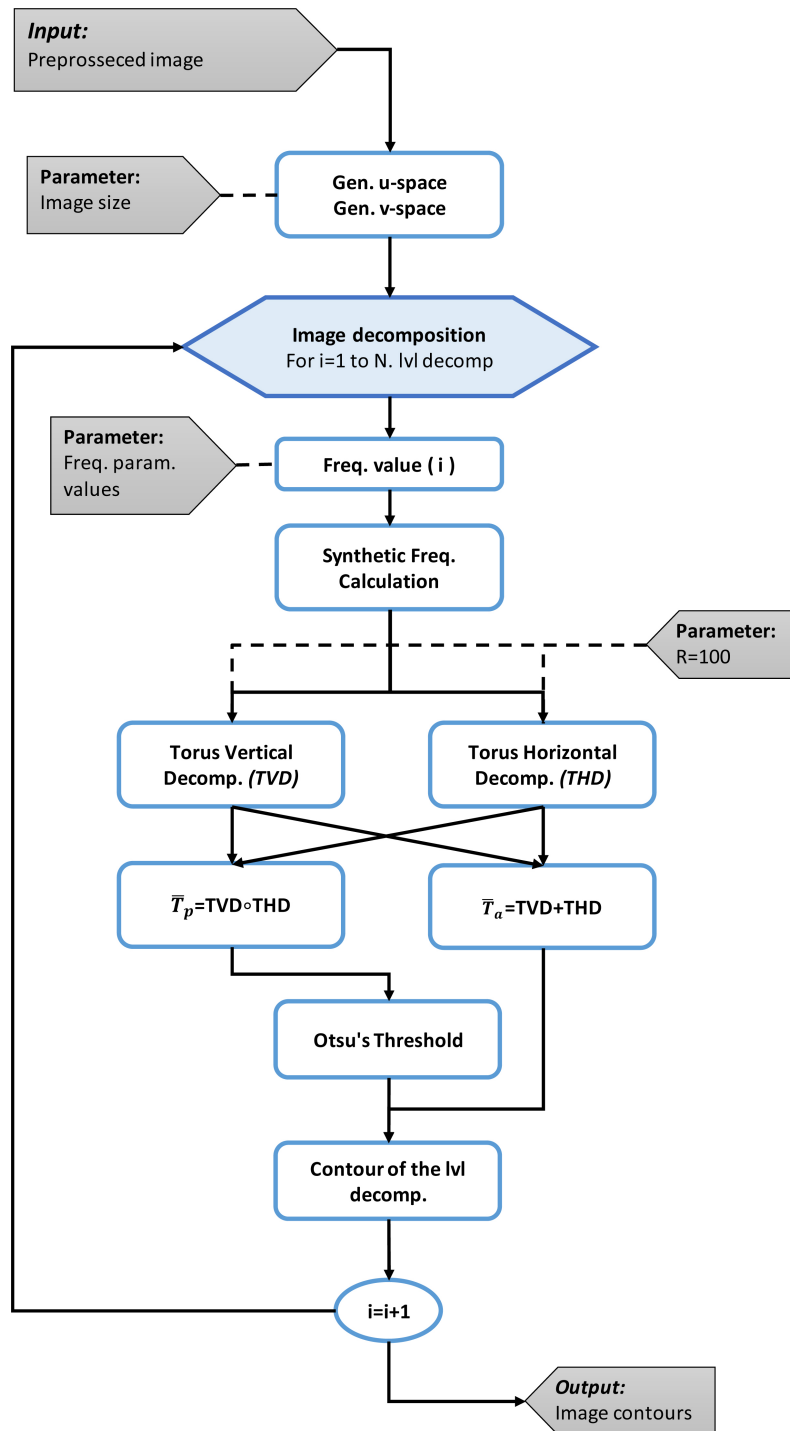 Input:
Preprosseced image
Parameter:
Image size
Gen. u-space
Gen. v-space
Image decomposition
For i=1 to N. lvl decomp
Parameter:
Freq. param.
values
Freq. value ( i )
Synthetic Freq.
Calculation
Parameter:
R=100
Torus Vertical
Decomp. (TVD)
Torus Horizontal
Decomp. (THD)
T̅ₚ=TVD∘THD
T̅ₐ=TVD+THD
Otsu's Threshold
Contour of the lvl
decomp.
i=i+1
Output:
Image contours